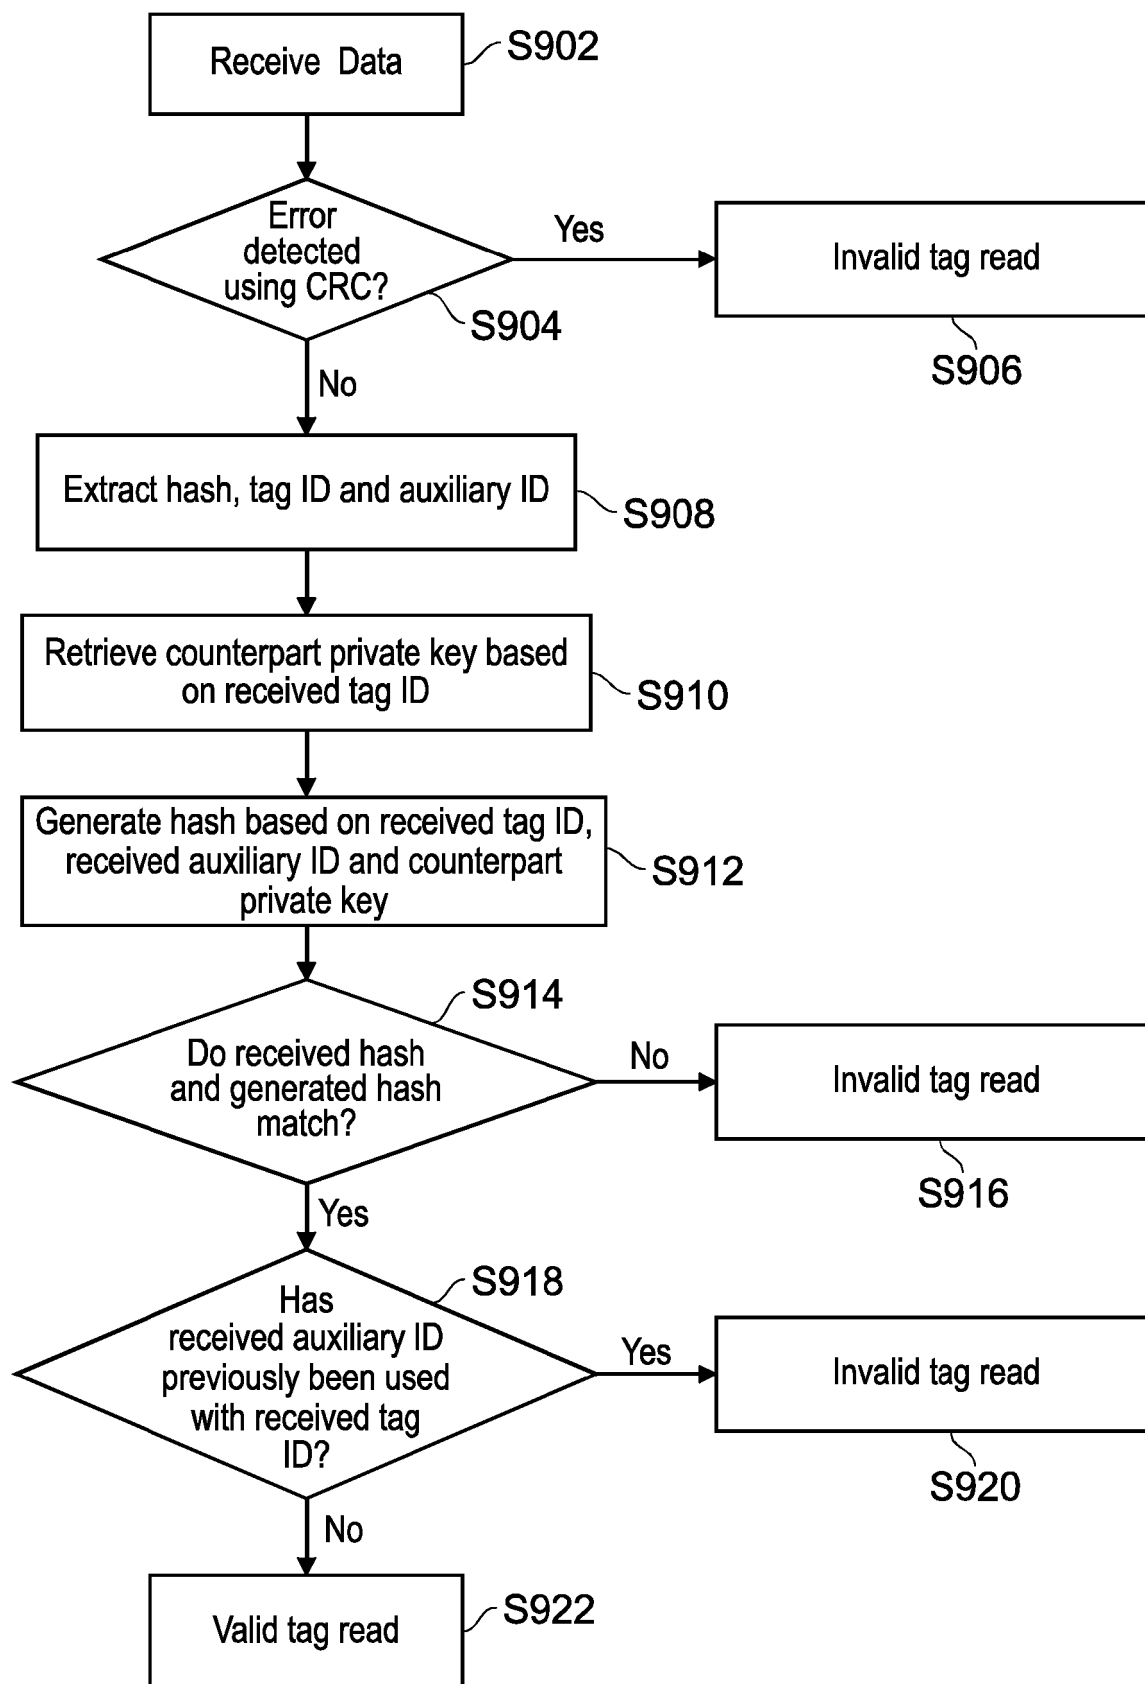 Receive Data
S902
Error
detected
using CRC?
S904
Yes
Invalid tag read
S906
No
Extract hash, tag ID and auxiliary ID
S908
Retrieve counterpart private key based
on received tag ID
S910
Generate hash based on received tag ID,
received auxiliary ID and counterpart
private key
S912
S914
Do received hash
and generated hash
match?
No
Invalid tag read
S916
Yes
S918
Has
received auxiliary ID
previously been used
with received tag
ID?
Yes
Invalid tag read
S920
No
Valid tag read
S922